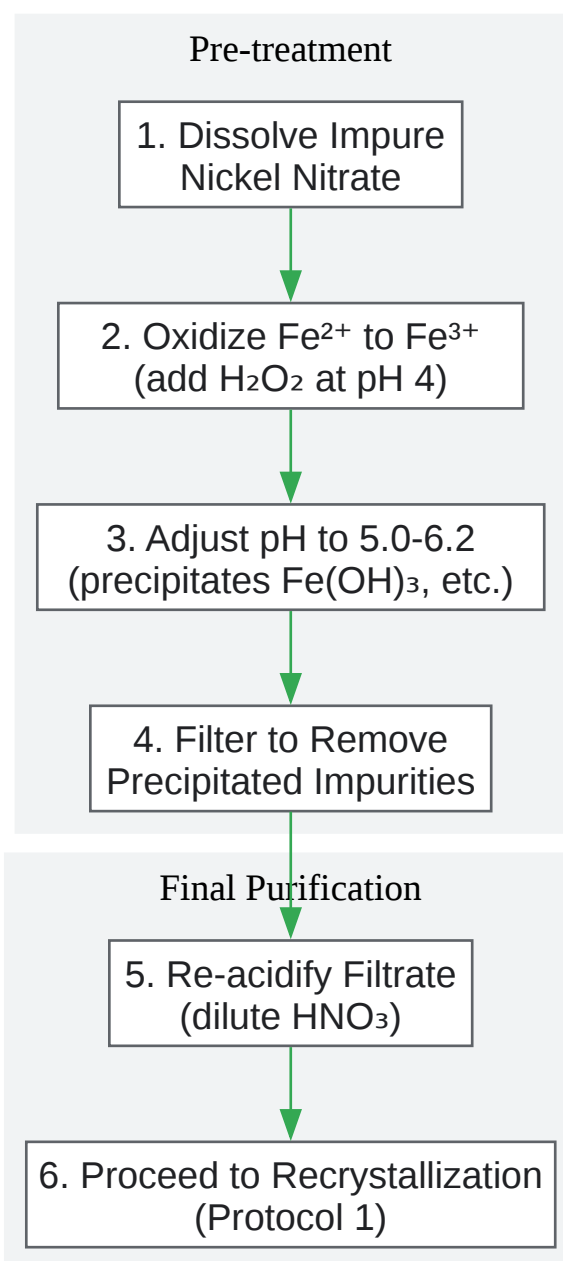 Pre-treatment
1. Dissolve Impure
Nickel Nitrate
2. Oxidize Fe²⁺ to Fe³⁺
(add H₂O₂ at pH 4)
3. Adjust pH to 5.0-6.2
(precipitates Fe(OH)₃, etc.)
4. Filter to Remove
Precipitated Impurities
Final Purification
5. Re-acidify Filtrate
(dilute HNO₃)
6. Proceed to Recrystallization
(Protocol 1)